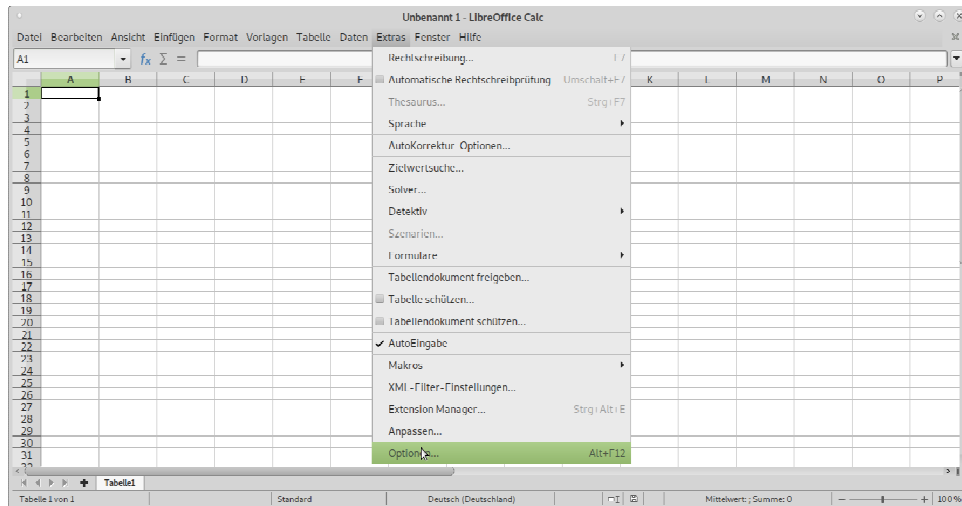 Unbenannt 1 - LibreOffice Calc
Datei Bearbeiten Ansicht Einfügen Format Vorlagen Tabelle Daten Extras Fenster Hilfe
A1
A B C D E F K L M N O P
Rechtschreibung... F7
Automatische Rechtschreibprüfung Umschalt+F7
Thesaurus... Strg+F7
Sprache
AutoKorrektur-Optionen...
Zielwertsuche...
Solver...
Detektiv
Szenarien...
Formulare
Tabellendokument freigeben...
Tabelle schützen...
Tabellendokument schützen...
AutoEingabe
Makros
XML-Filter-Einstellungen...
Extension Manager... Strg+Alt+E
Anpassen...
Optionen... Alt+F12
1
2
3
4
5
6
7
8
9
10
11
12
13
14
15
16
17
18
19
20
21
22
23
24
25
26
27
28
29
30
31
Tabelle1
Tabelle 1 von 1 Standard Deutsch (Deutschland) Mittelwert: ; Summe: 0 100 %